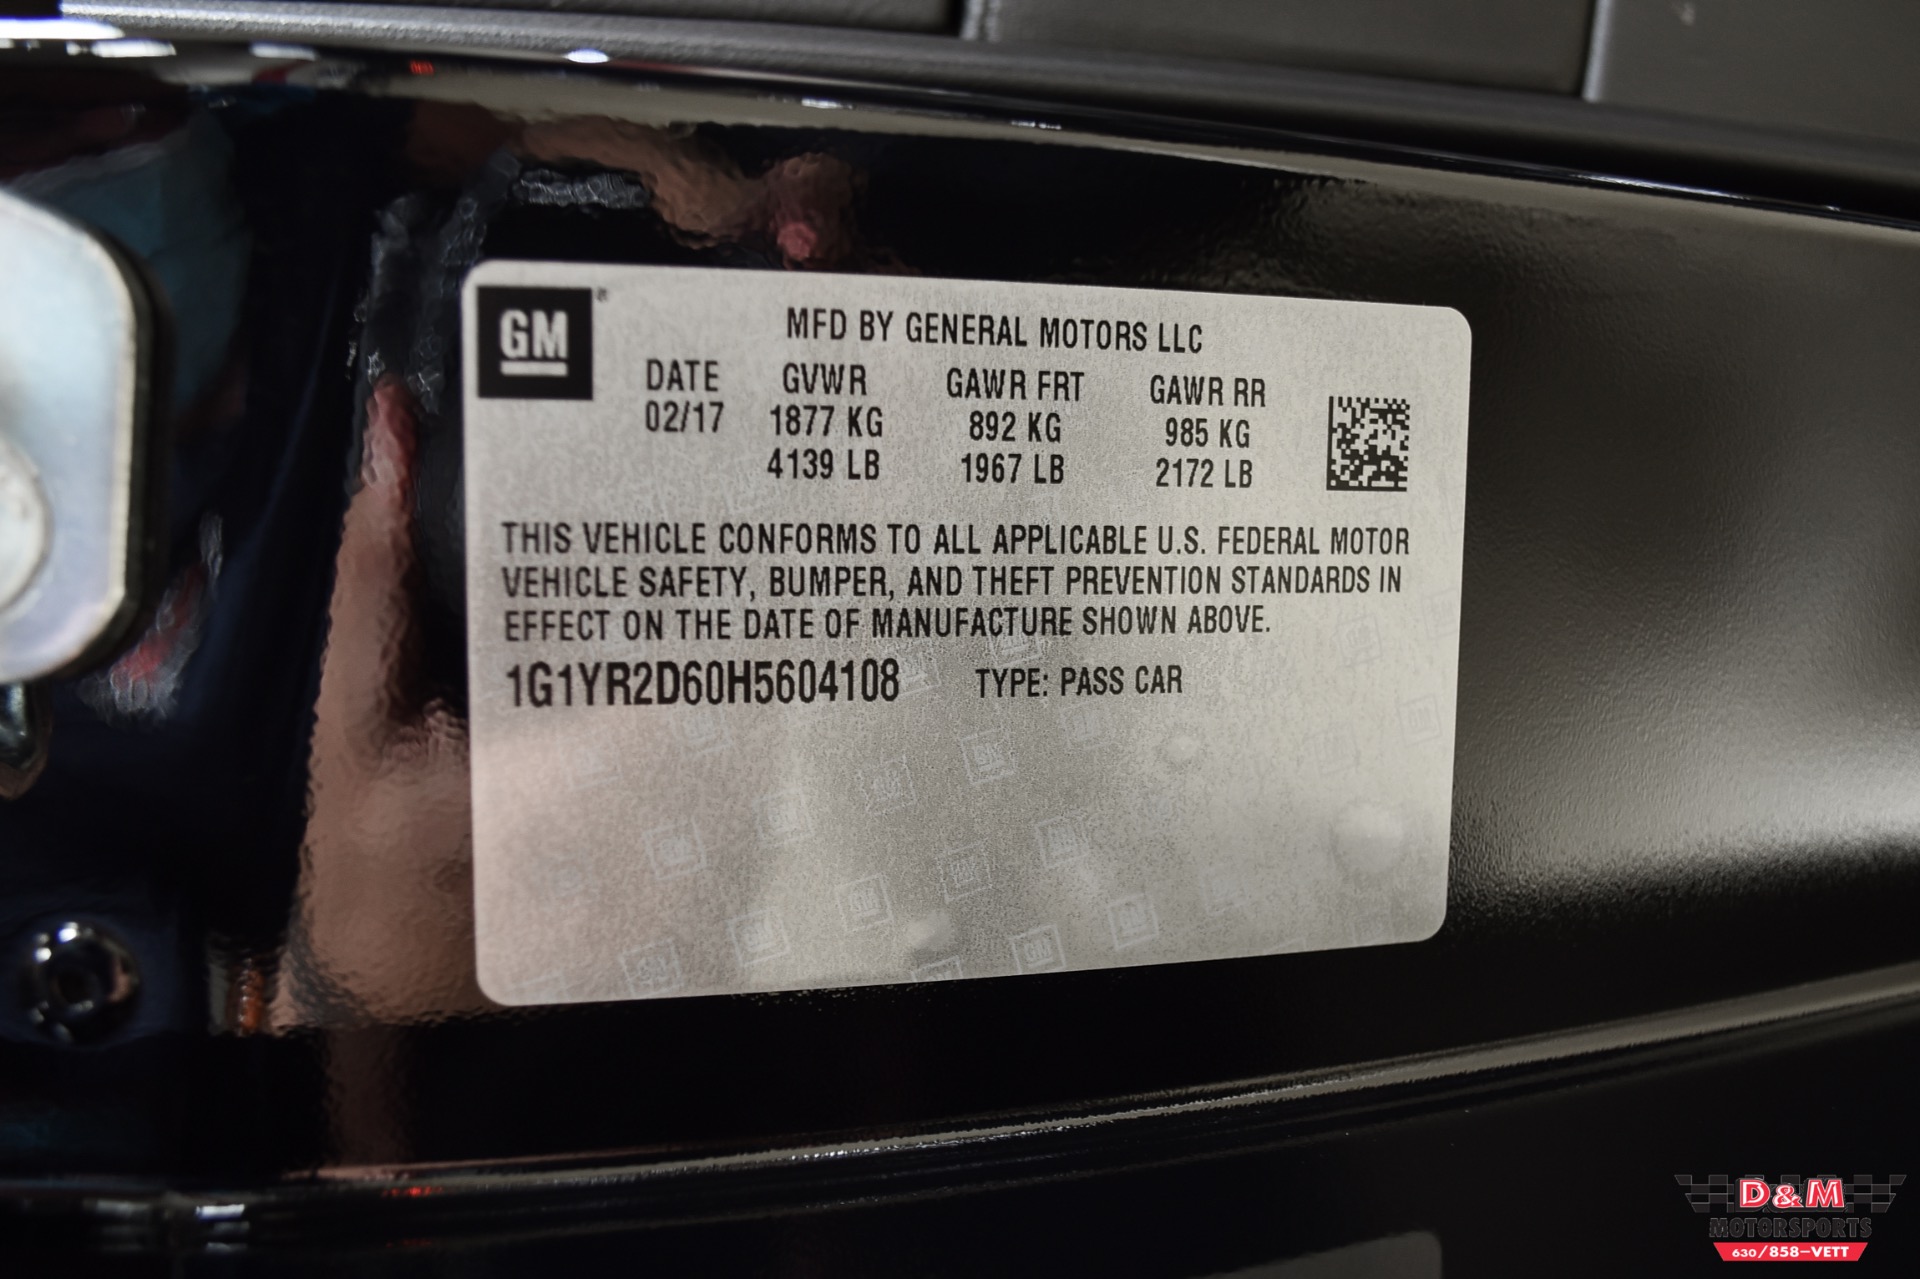 GM
MFD BY GENERAL MOTORS LLC
DATE GVWR GAWR FRT GAWR RR
02/17 1877 KG 892 KG 985 KG
4139 LB 1967 LB 2172 LB
THIS VEHICLE CONFORMS TO ALL APPLICABLE U.S. FEDERAL MOTOR
VEHICLE SAFETY, BUMPER, AND THEFT PREVENTION STANDARDS IN
EFFECT ON THE DATE OF MANUFACTURE SHOWN ABOVE.
1G1YR2D60H5604108 TYPE: PASS CAR
D&M
MOTORSPORTS
630/858-VETT